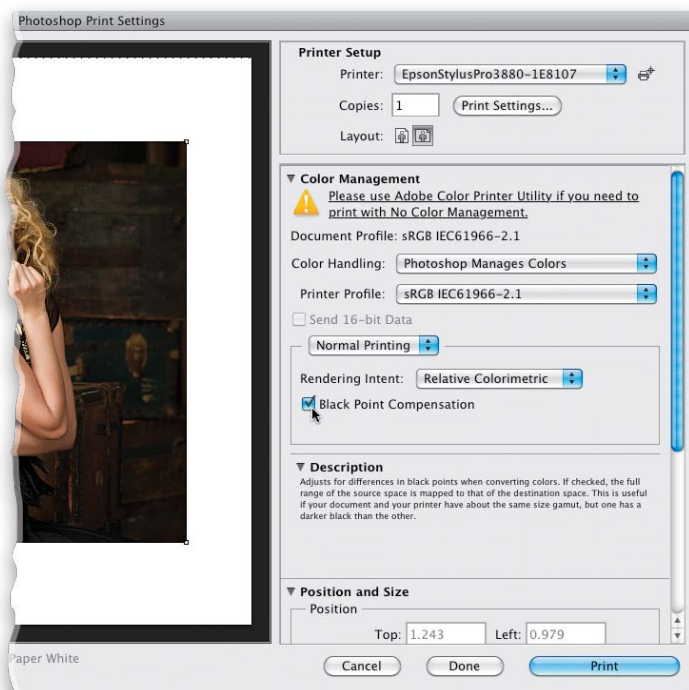 Photoshop Print Settings
Printer Setup
Printer: EpsonStylusPro3880-1E8107
Copies: 1 Print Settings...
Layout:
Color Management
Please use Adobe Color Printer Utility if you need to
print with No Color Management.
Document Profile: sRGB IEC61966-2.1
Color Handling: Photoshop Manages Colors
Printer Profile: sRGB IEC61966-2.1
Send 16-bit Data
Normal Printing
Rendering Intent: Relative Colorimetric
Black Point Compensation
Description
Adjusts for differences in black points when converting colors. If checked, the full
range of the source space is mapped to that of the destination space. This is useful
if your document and your printer have about the same size gamut, but one has a
darker black than the other.
Position and Size
Position
Top: 1.243 Left: 0.979
Paper White
Cancel Done Print